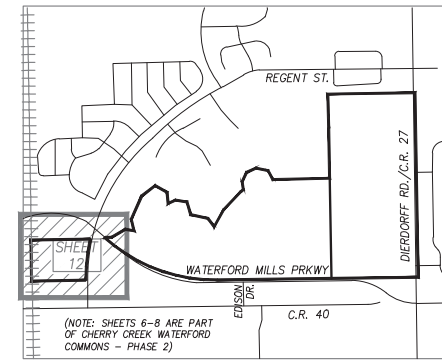 REGENT ST.
DIERDORFF RD./C.R. 27
SHEET
12
WATERFORD MILLS PRKWY
EDISON
DR.
C.R. 40
(NOTE: SHEETS 6-8 ARE PART
OF CHERRY CREEK WATERFORD
COMMONS - PHASE 2)